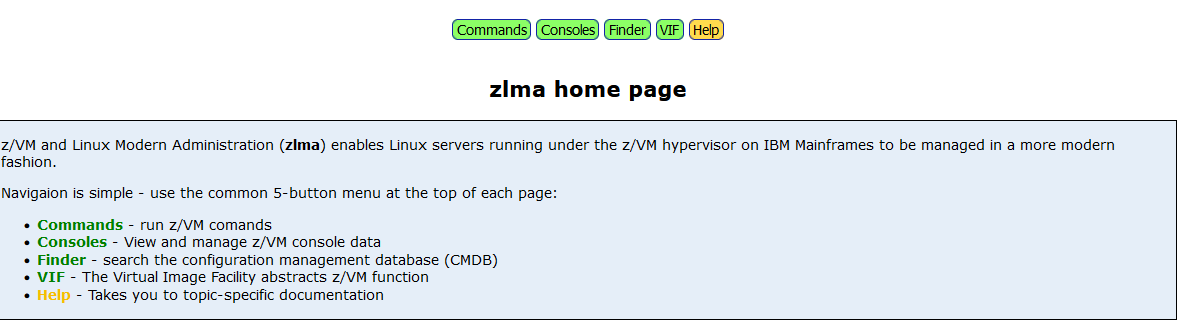 Commands Consoles Finder VIF Help
zlma home page
z/VM and Linux Modern Administration (zlma) enables Linux servers running under the z/VM hypervisor on IBM Mainframes to be managed in a more modern
fashion.
Navigaion is simple - use the common 5-button menu at the top of each page:
• Commands - run z/VM comands
• Consoles - View and manage z/VM console data
• Finder - search the configuration management database (CMDB)
• VIF - The Virtual Image Facility abstracts z/VM function
• Help - Takes you to topic-specific documentation